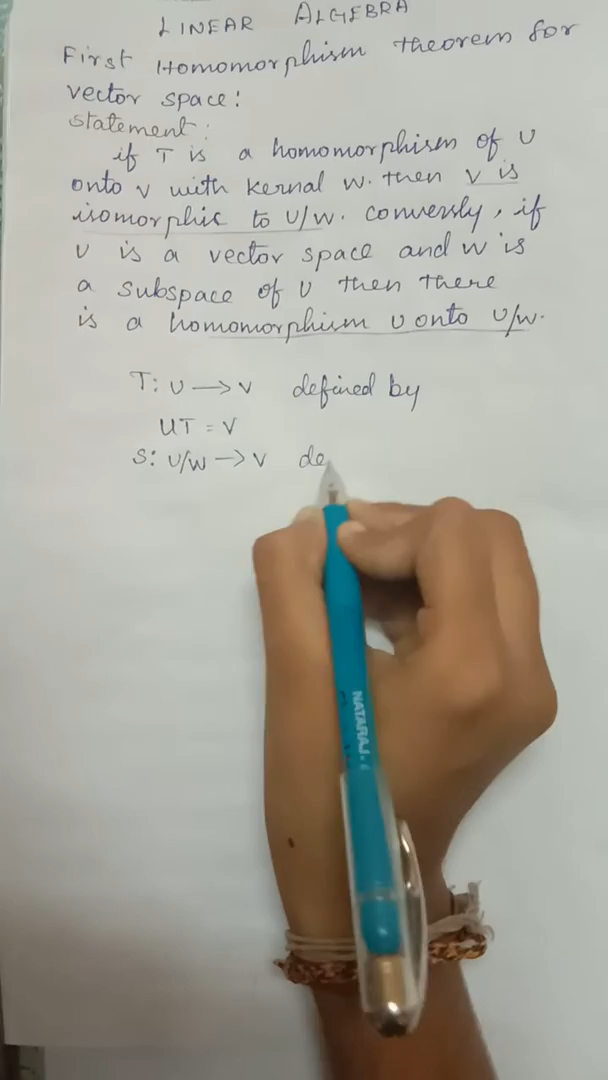 LINEAR ALGEBRA
First Homomorphism theorem for
vector space:
statement:
if T is a homomorphism of U
onto V with kernal W. then V is
isomorphic to U/W. conversly, if
U is a vector space and W is
a subspace of U then there
is a homomorphism U onto U/W.
T: U → V defined by
UT = V
S: U/W → V de
NATARAJ